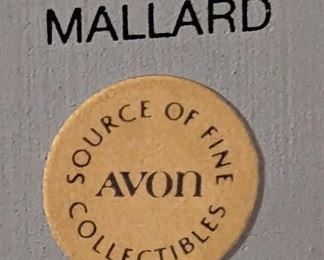 MALLARD
SOURCE OF FINE
AVON
COLLECTIBLES